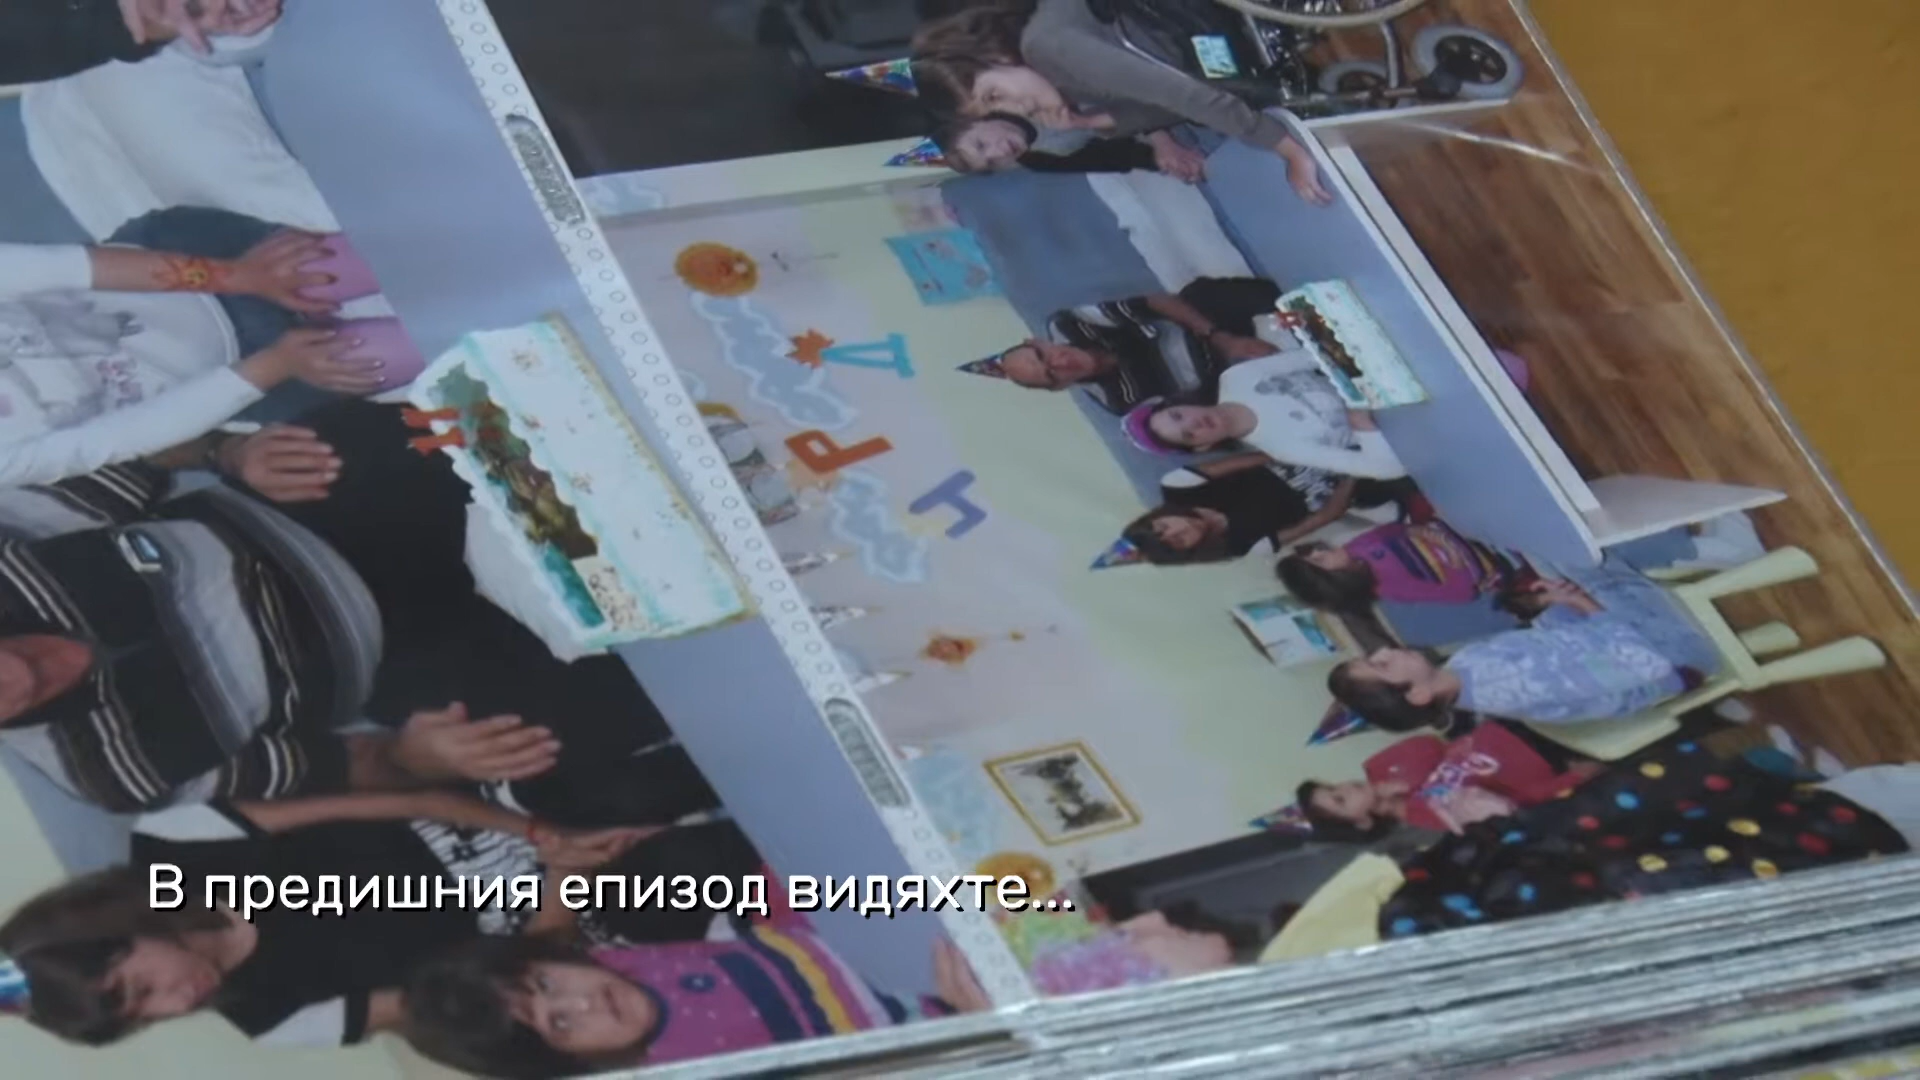 В предишния епизод видяхте...
Д
Р
Н